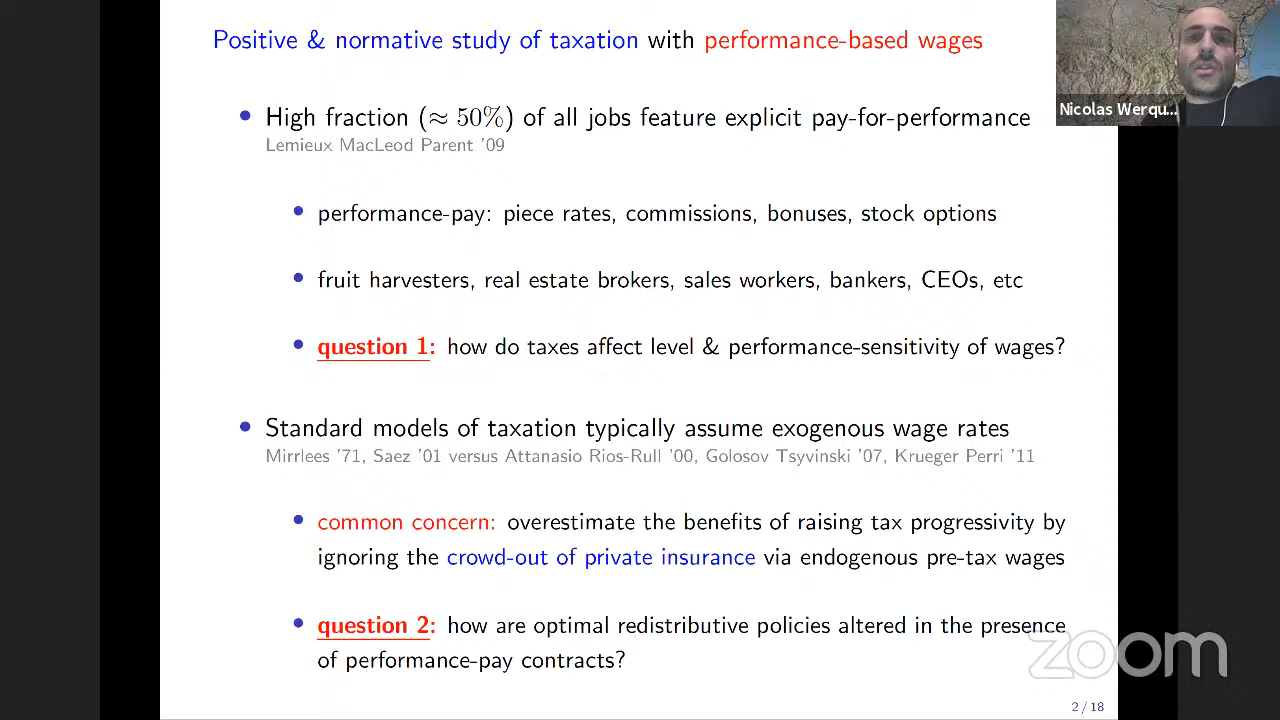 Positive & normative study of taxation with performance-based wages
Nicolas Werqu...
• High fraction (≈ 50%) of all jobs feature explicit pay-for-performance
Lemieux MacLeod Parent '09
• performance-pay: piece rates, commissions, bonuses, stock options
• fruit harvesters, real estate brokers, sales workers, bankers, CEOs, etc
• question 1: how do taxes affect level & performance-sensitivity of wages?
• Standard models of taxation typically assume exogenous wage rates
Mirrlees '71, Saez '01 versus Attanasio Rios-Rull '00, Golosov Tsyvinski '07, Krueger Perri '11
• common concern: overestimate the benefits of raising tax progressivity by
ignoring the crowd-out of private insurance via endogenous pre-tax wages
• question 2: how are optimal redistributive policies altered in the presence
of performance-pay contracts?
zoom
2 / 18